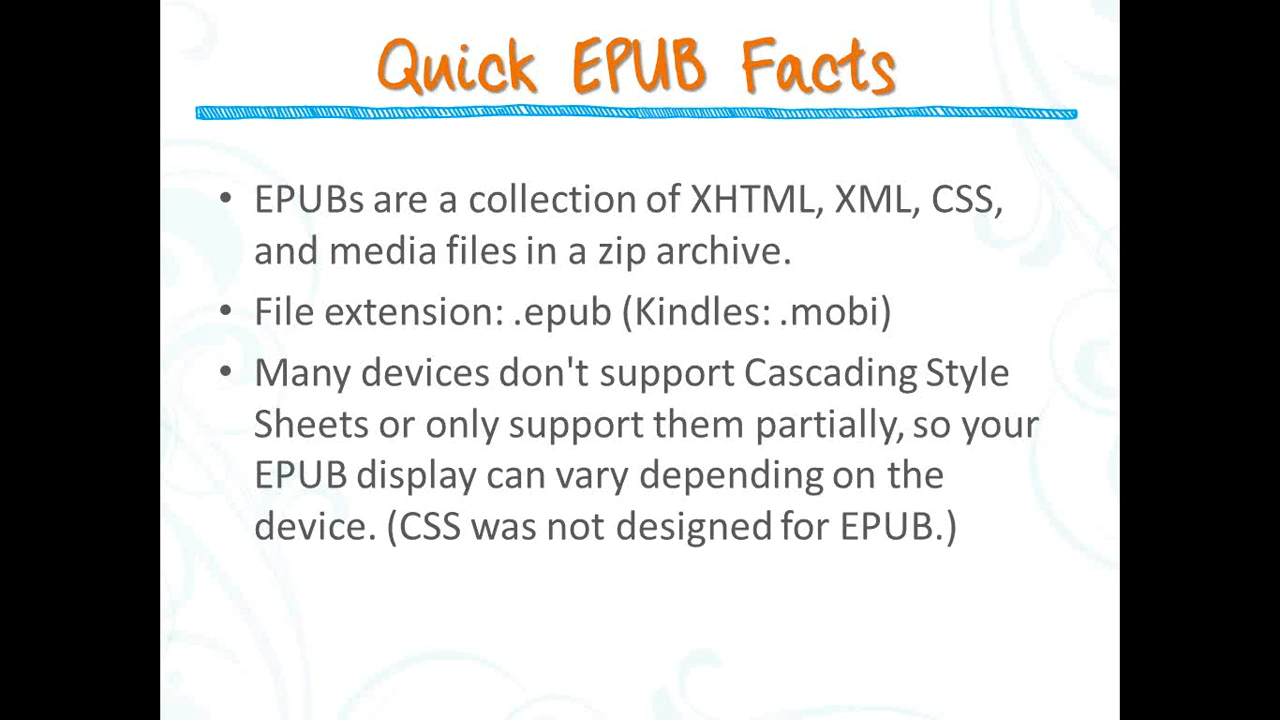 Quick EPUB Facts
• EPUBs are a collection of XHTML, XML, CSS,
and media files in a zip archive.
• File extension: .epub (Kindles: .mobi)
• Many devices don't support Cascading Style
Sheets or only support them partially, so your
EPUB display can vary depending on the
device. (CSS was not designed for EPUB.)